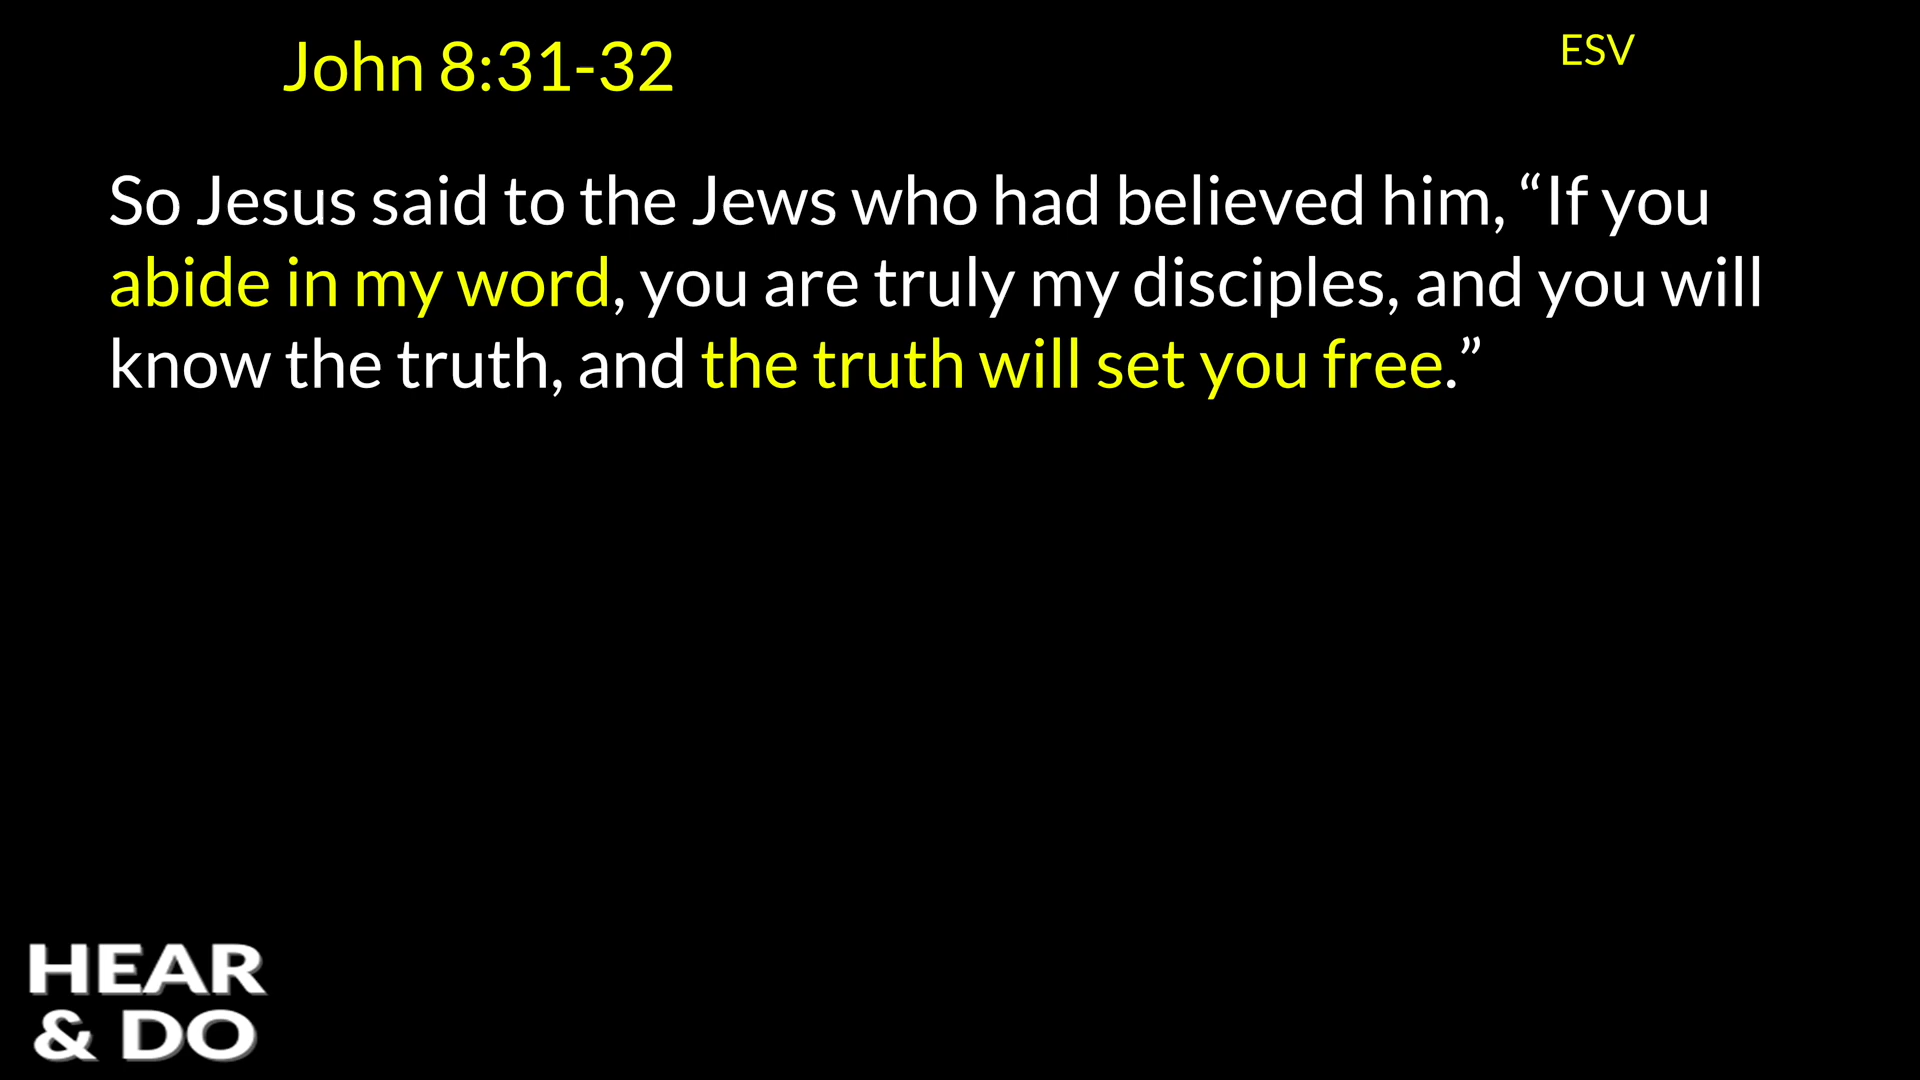 John 8:31-32
ESV
So Jesus said to the Jews who had believed him, “If you
abide in my word, you are truly my disciples, and you will
know the truth, and the truth will set you free.”
HEAR
& DO